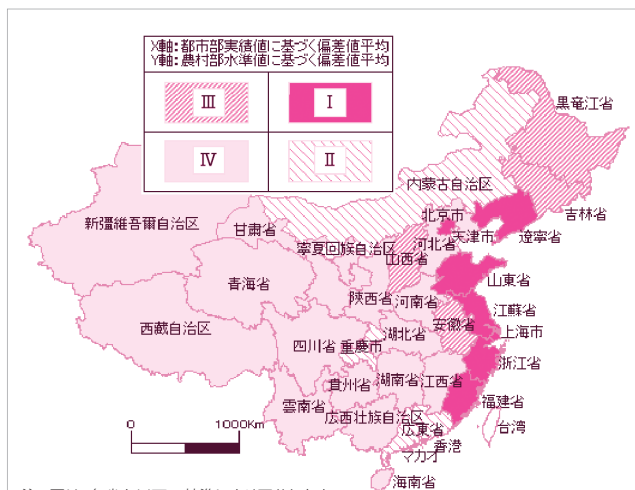 X軸:都市部実績値に基づく偏差値平均
Y軸:農村部水準値に基づく偏差値平均
Ⅲ
Ⅰ
Ⅳ
Ⅱ
黒竜江省
内蒙古自治区
吉林省
新疆維吾爾自治区
北京市
甘粛省
天津市
遼寧省
河北省
寧夏回族自治区
山西省
青海省
山東省
陝西省
河南省
江蘇省
西蔵自治区
安徽省
上海市
四川省
重慶市
湖北省
浙江省
貴州省
湖南省
江西省
雲南省
福建省
広西壮族自治区
台湾
広東省
香港
マカオ
海南省
0
1000Km